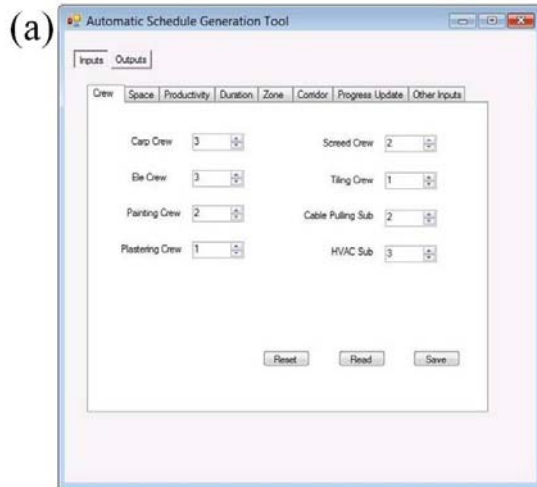 (a)
Automatic Schedule Generation Tool
Inputs Outputs
Crew Space Productivity Duration Zone Corridor Progress Update Other Inputs
Carp Crew 3 Screed Crew 2
Ele Crew 3 Tiling Crew 1
Painting Crew 2 Cable Pulling Sub 2
Plastering Crew 1 HVAC Sub 3
Reset Read Save